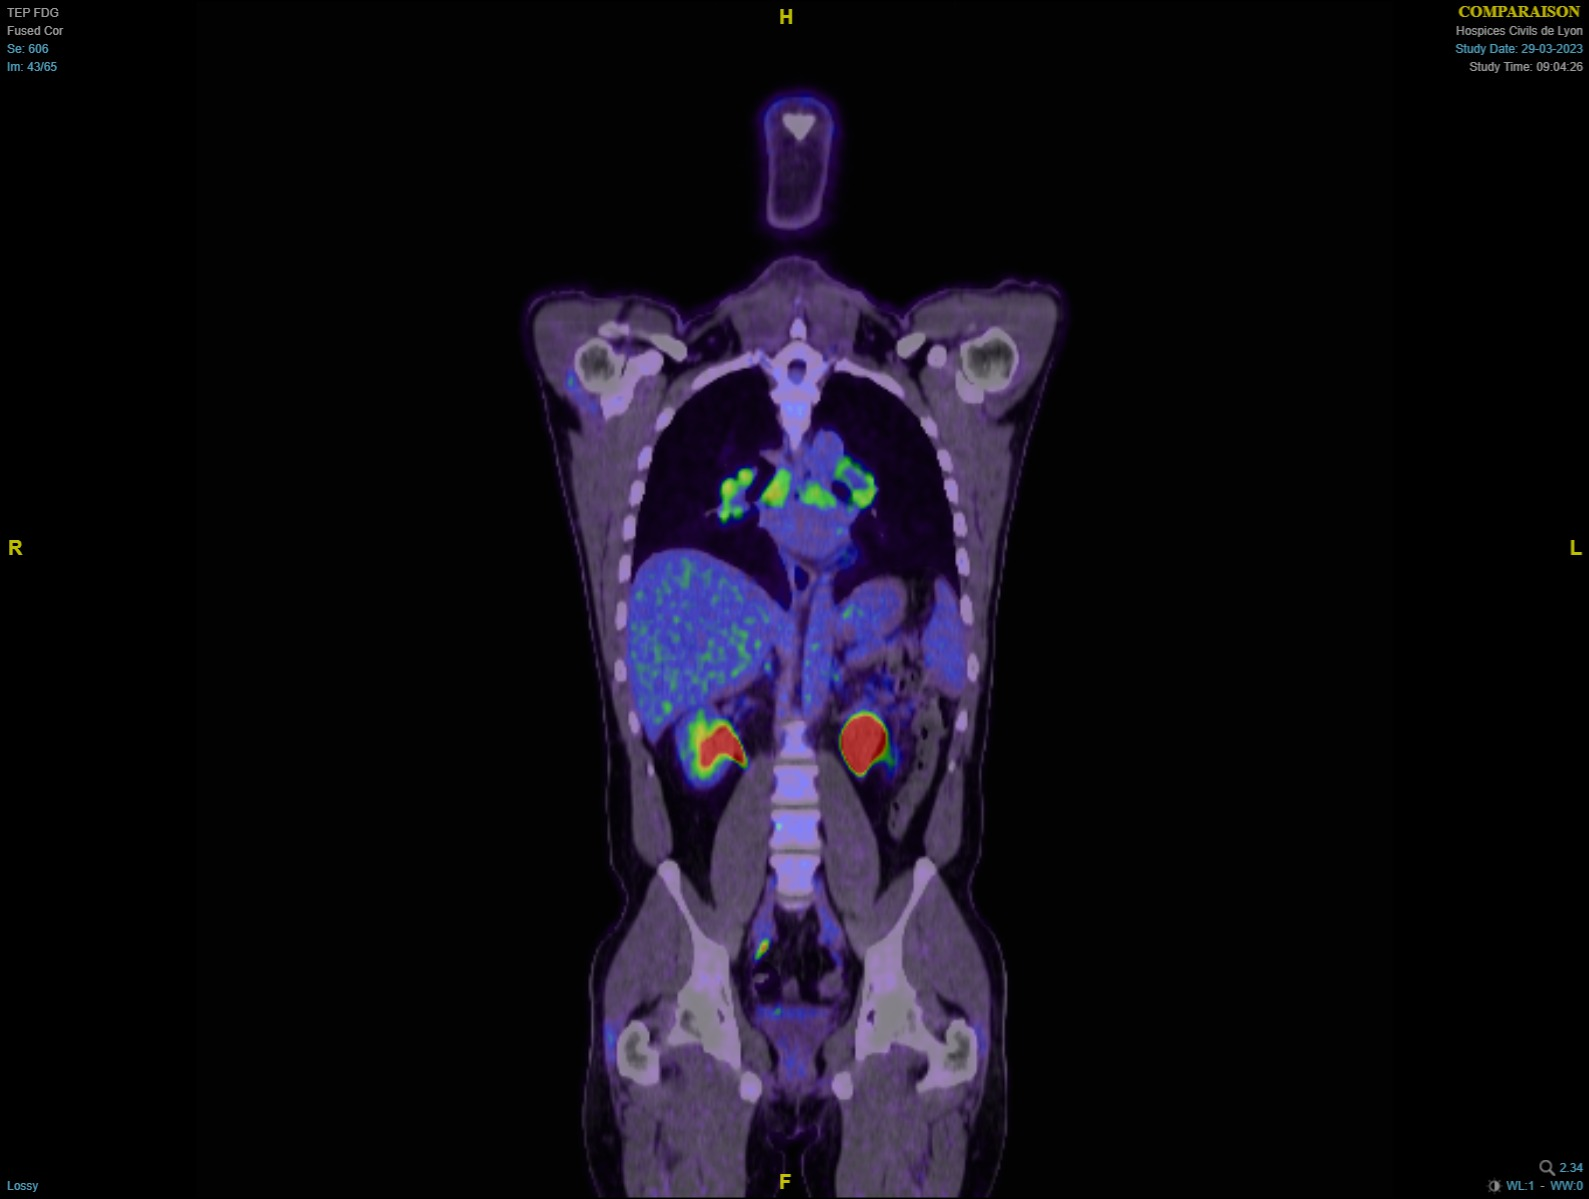 TEP FDG
Fused Cor
Se: 606
Im: 43/65
H
COMPARAISON
Hospices Civils de Lyon
Study Date: 29-03-2023
Study Time: 09:04:26
R
L
Lossy
F
2.34
WL:1 - WW:0